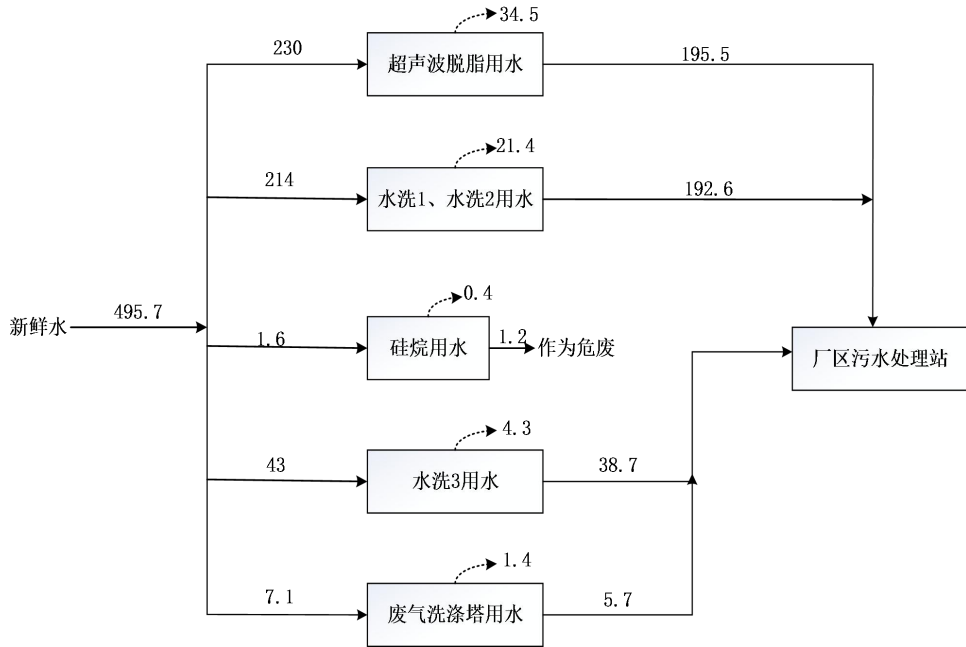 34.5
230
超声波脱脂用水
195.5
21.4
214
水洗1、水洗2用水
192.6
0.4
新鲜水
495.7
1.6
硅烷用水
1.2
作为危废
厂区污水处理站
4.3
43
水洗3用水
38.7
1.4
7.1
废气洗涤塔用水
5.7